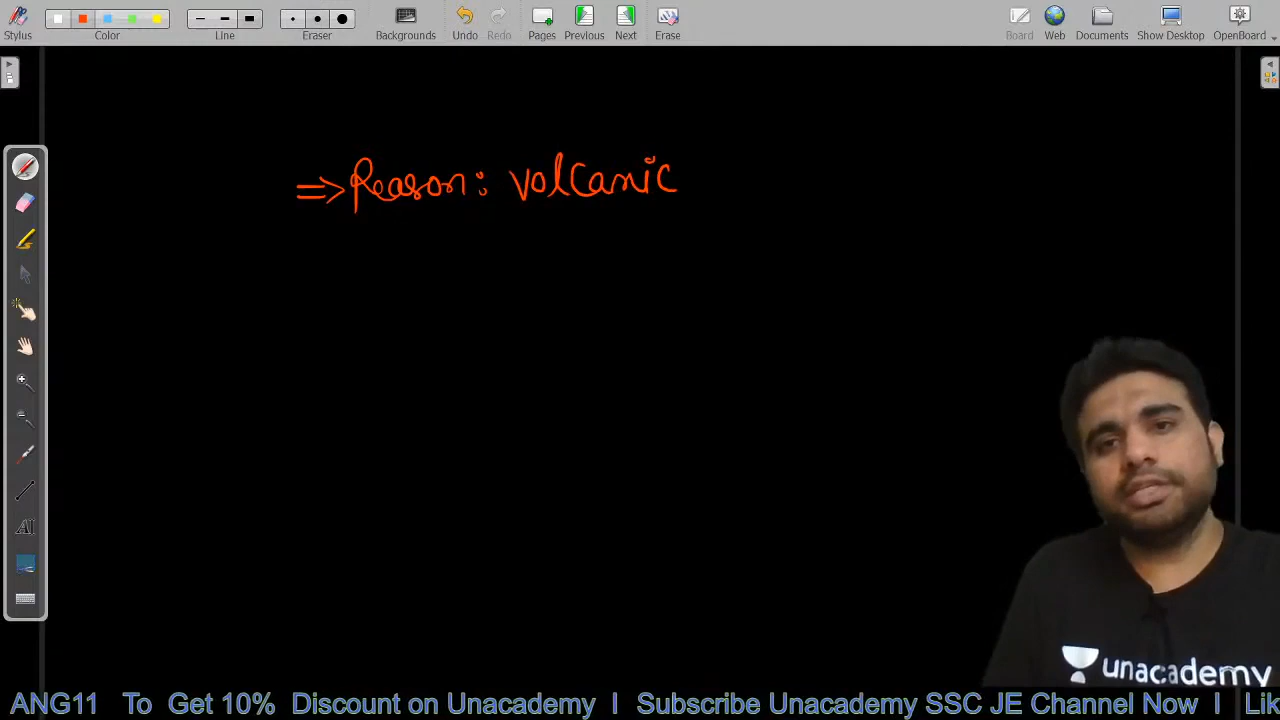 Stylus Color Line Eraser Backgrounds Undo Redo Pages Previous Next Erase Board Web Documents Show Desktop OpenBoard
⇒ Reason: volcanic
AI
unacademy
ANG11 To Get 10% Discount on Unacademy I Subscribe Unacademy SSC JE Channel Now I Lik